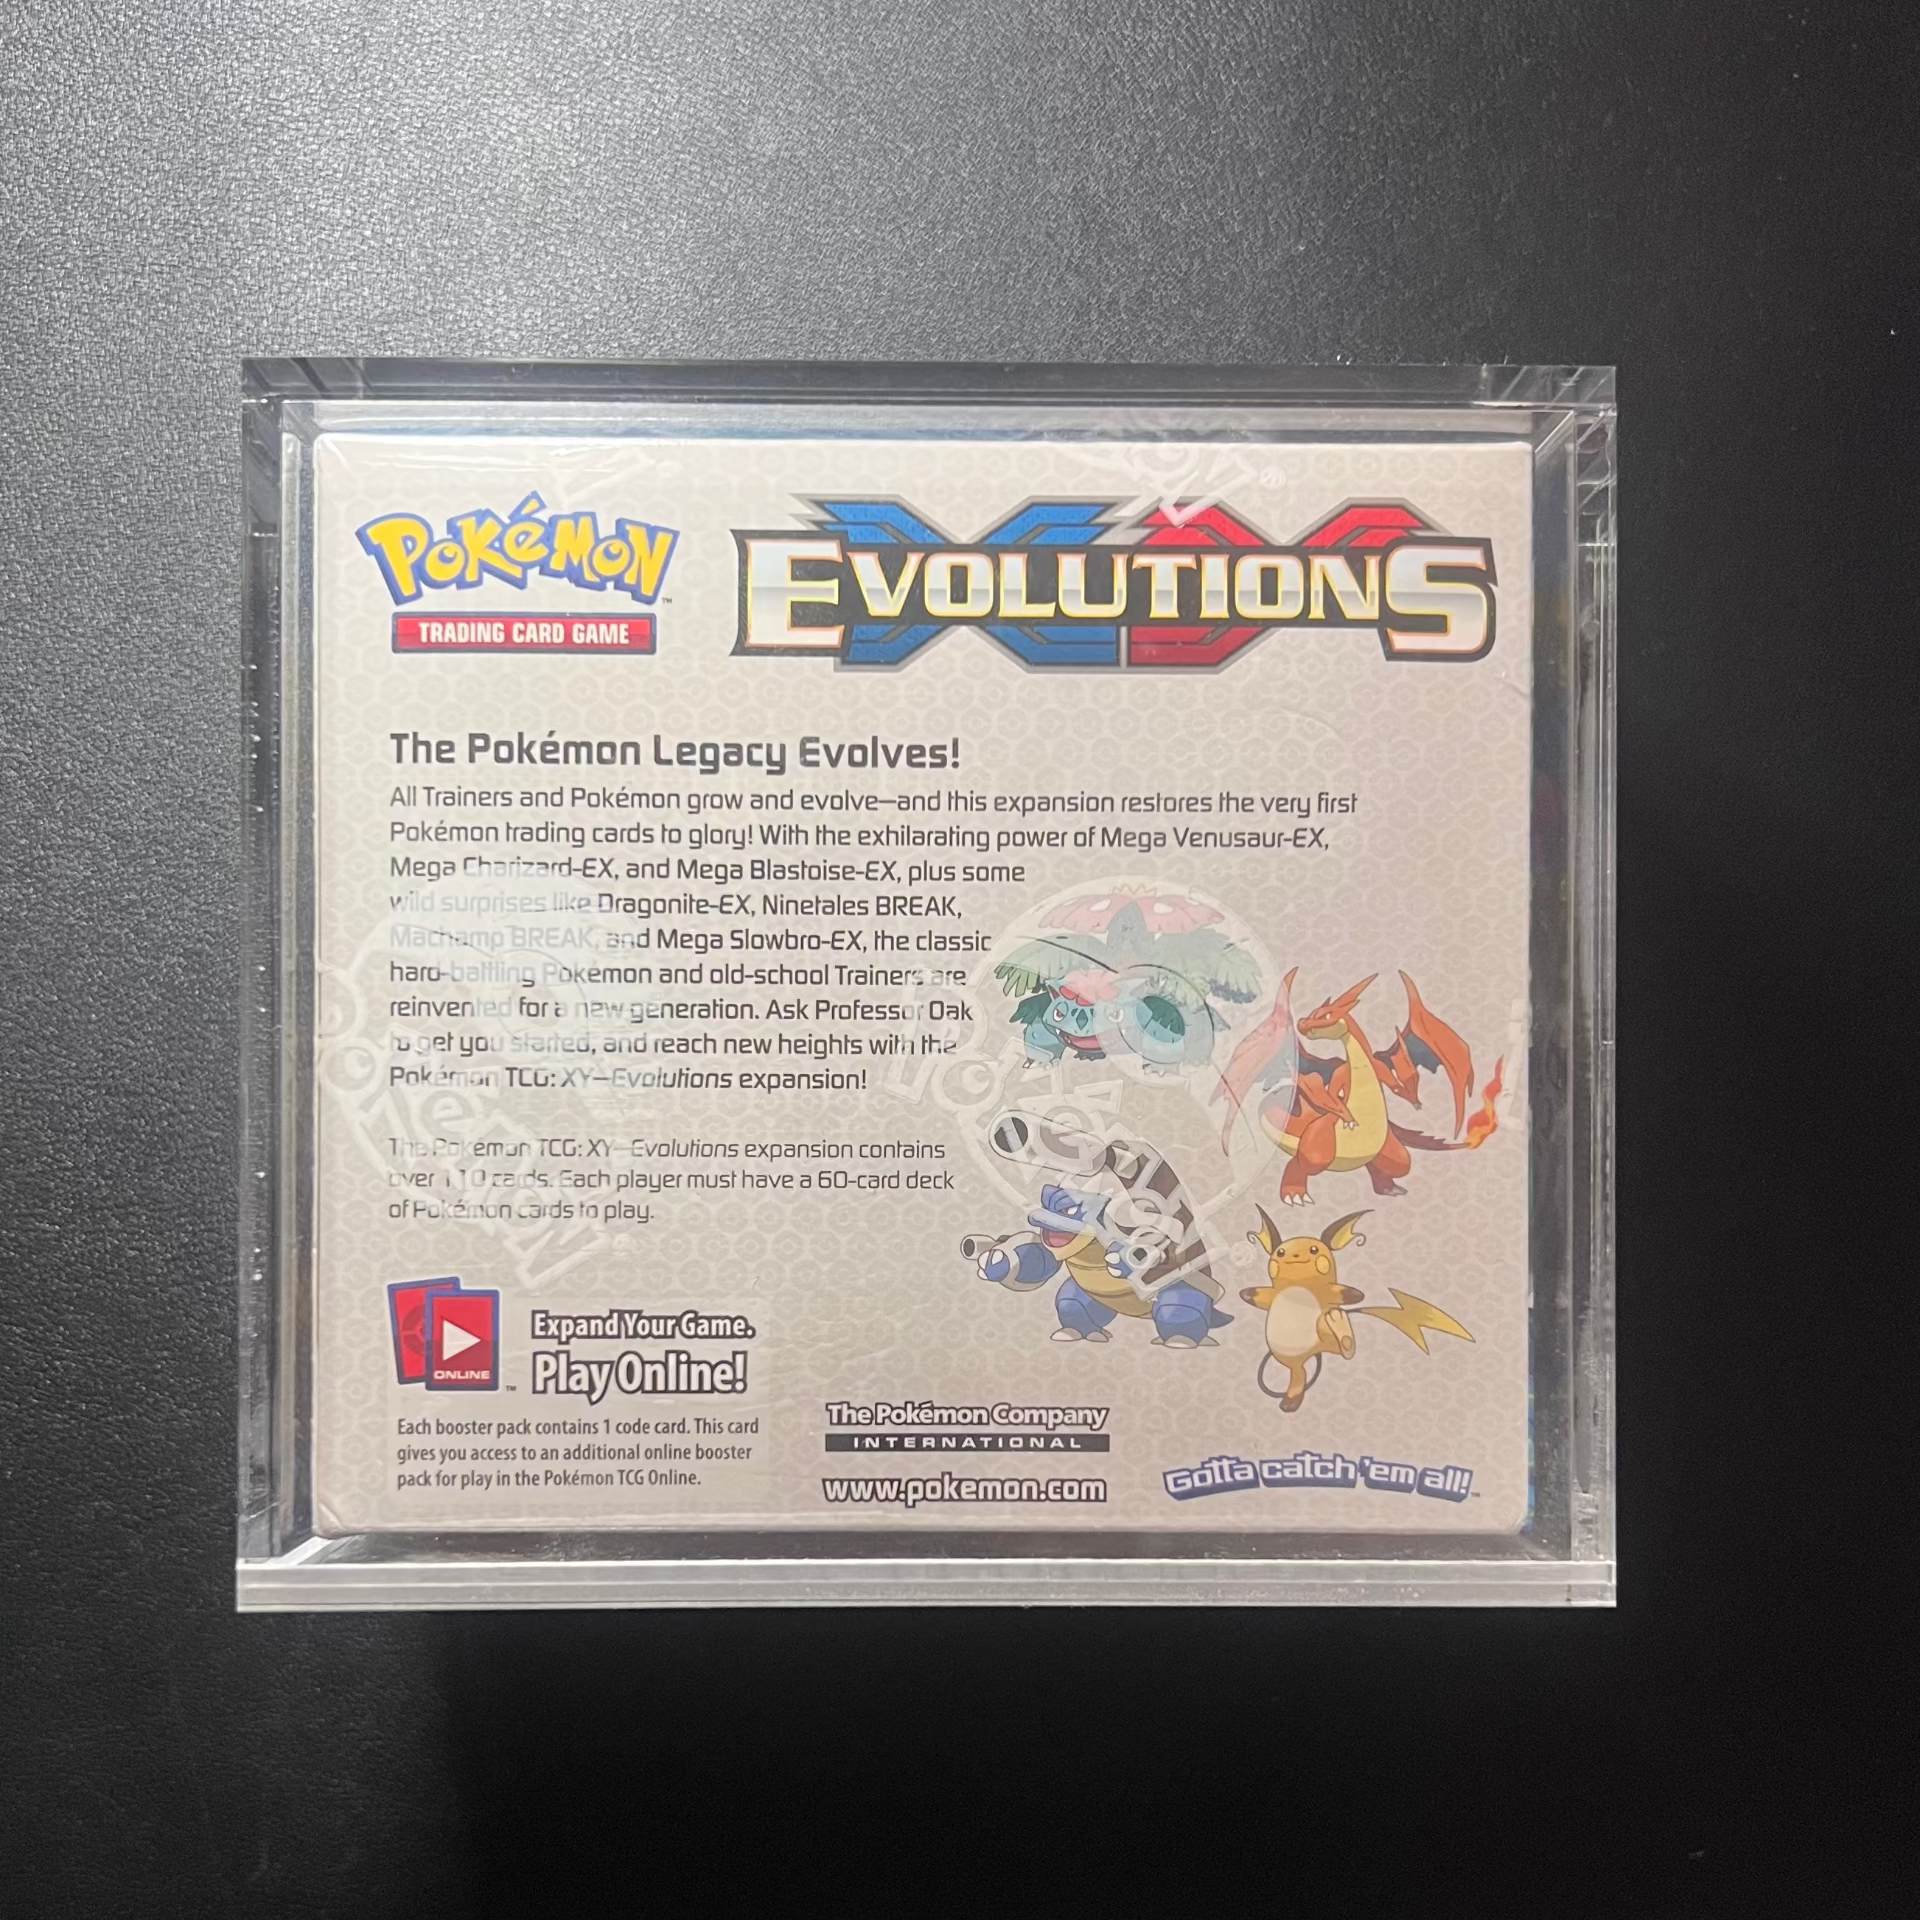 POKéMON™
TRADING CARD GAME
EVOLUTIONS
The Pokémon Legacy Evolves!
All Trainers and Pokémon grow and evolve—and this expansion restores the very first
Pokémon trading cards to glory! With the exhilarating power of Mega Venusaur-EX,
Mega Charizard-EX, and Mega Blastoise-EX, plus some
wild surprises like Dragonite-EX, Ninetales BREAK,
Machamp BREAK, and Mega Slowbro-EX, the classic
hard-battling Pokémon and old-school Trainers are
reinvented for a new generation. Ask Professor Oak
to get you started, and reach new heights with the
Pokémon TCG: XY—Evolutions expansion!
The Pokémon TCG: XY—Evolutions expansion contains
over 110 cards. Each player must have a 60-card deck
of Pokémon cards to play.
ONLINE™
Expand Your Game.
Play Online!
Each booster pack contains 1 code card. This card
gives you access to an additional online booster
pack for play in the Pokémon TCG Online.
The Pokémon Company
INTERNATIONAL
www.pokemon.com
Gotta catch 'em all!™